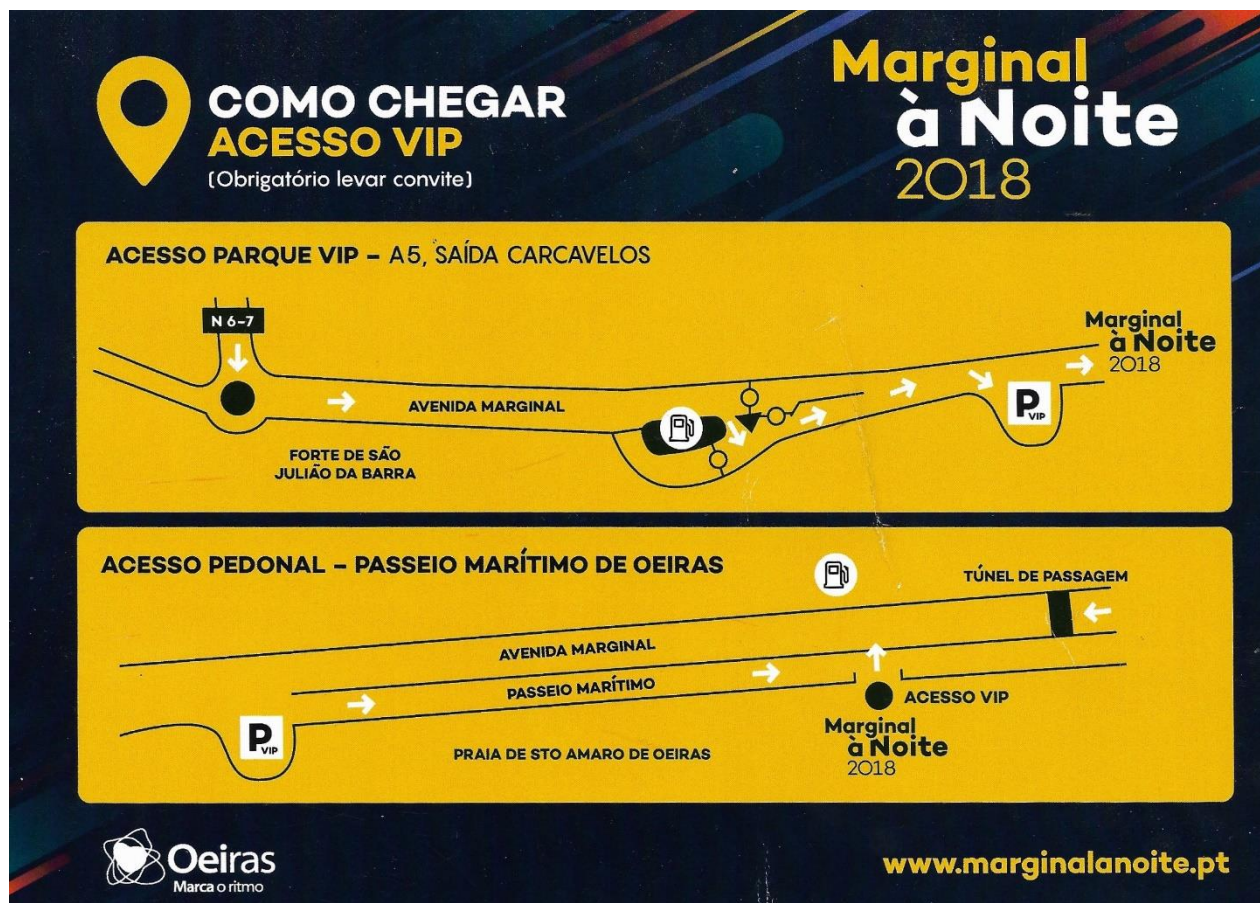 COMO CHEGAR
ACESSO VIP
(Obrigatório levar convite)
Marginal
à Noite
2018
ACESSO PARQUE VIP – A5, SAÍDA CARCAVELOS
N 6-7
AVENIDA MARGINAL
FORTE DE SÃO
JULIÃO DA BARRA
P VIP
Marginal
à Noite
2018
ACESSO PEDONAL – PASSEIO MARÍTIMO DE OEIRAS
TÚNEL DE PASSAGEM
AVENIDA MARGINAL
PASSEIO MARÍTIMO
ACESSO VIP
P VIP
PRAIA DE STO AMARO DE OEIRAS
Marginal
à Noite
2018
Oeiras
Marca o ritmo
www.marginalanoite.pt